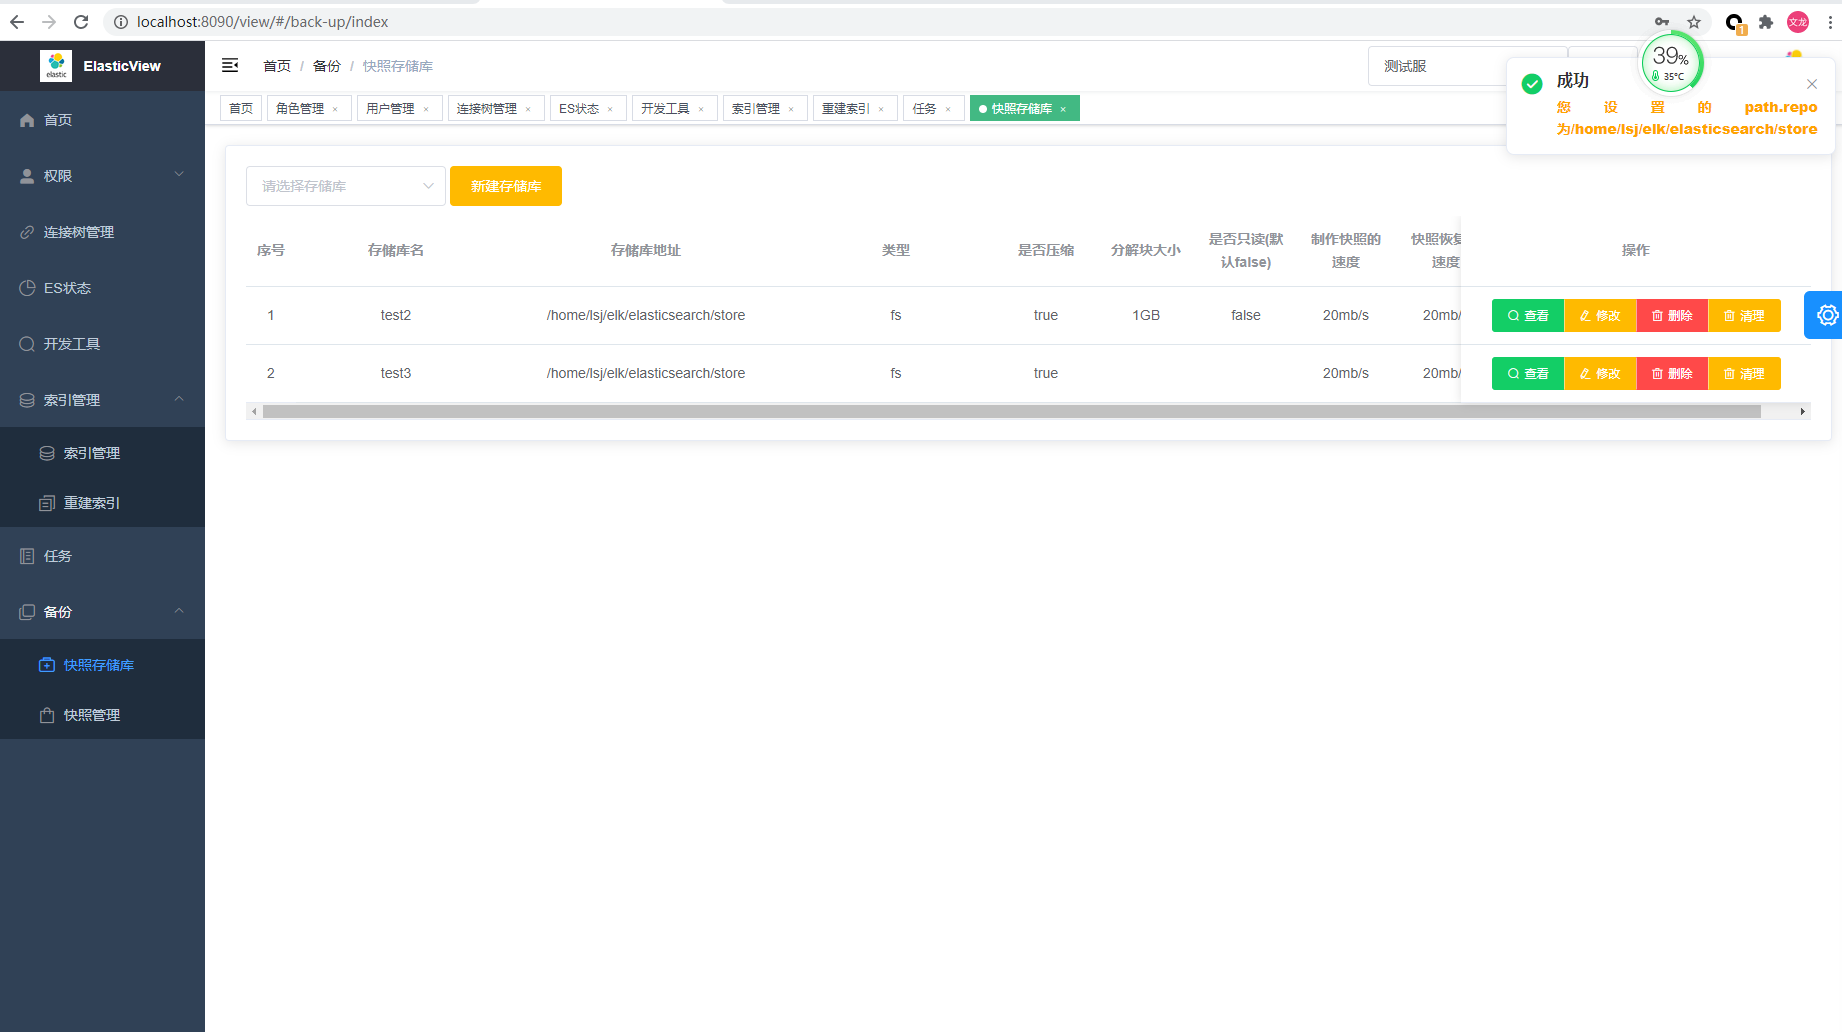 localhost:8090/view/#/back-up/index
文龙
1
elastic
ElasticView
首页 / 备份 / 快照存储库
测试服
39%
35°C
成功
您设置的path.repo
为/home/lsj/elk/elasticsearch/store
首页
角色管理 ×
用户管理 ×
连接树管理 ×
ES状态 ×
开发工具 ×
索引管理 ×
重建索引 ×
任务 ×
快照存储库 ×
首页
权限
连接树管理
ES状态
开发工具
索引管理
索引管理
重建索引
任务
备份
快照存储库
快照管理
请选择存储库
新建存储库
序号 存储库名 存储库地址 类型 是否压缩 分解块大小 是否只读(默认false) 制作快照的速度 快照恢复速度 操作
1 test2 /home/lsj/elk/elasticsearch/store fs true 1GB false 20mb/s 20mb/ 查看 修改 删除 清理
2 test3 /home/lsj/elk/elasticsearch/store fs true 20mb/s 20mb/ 查看 修改 删除 清理